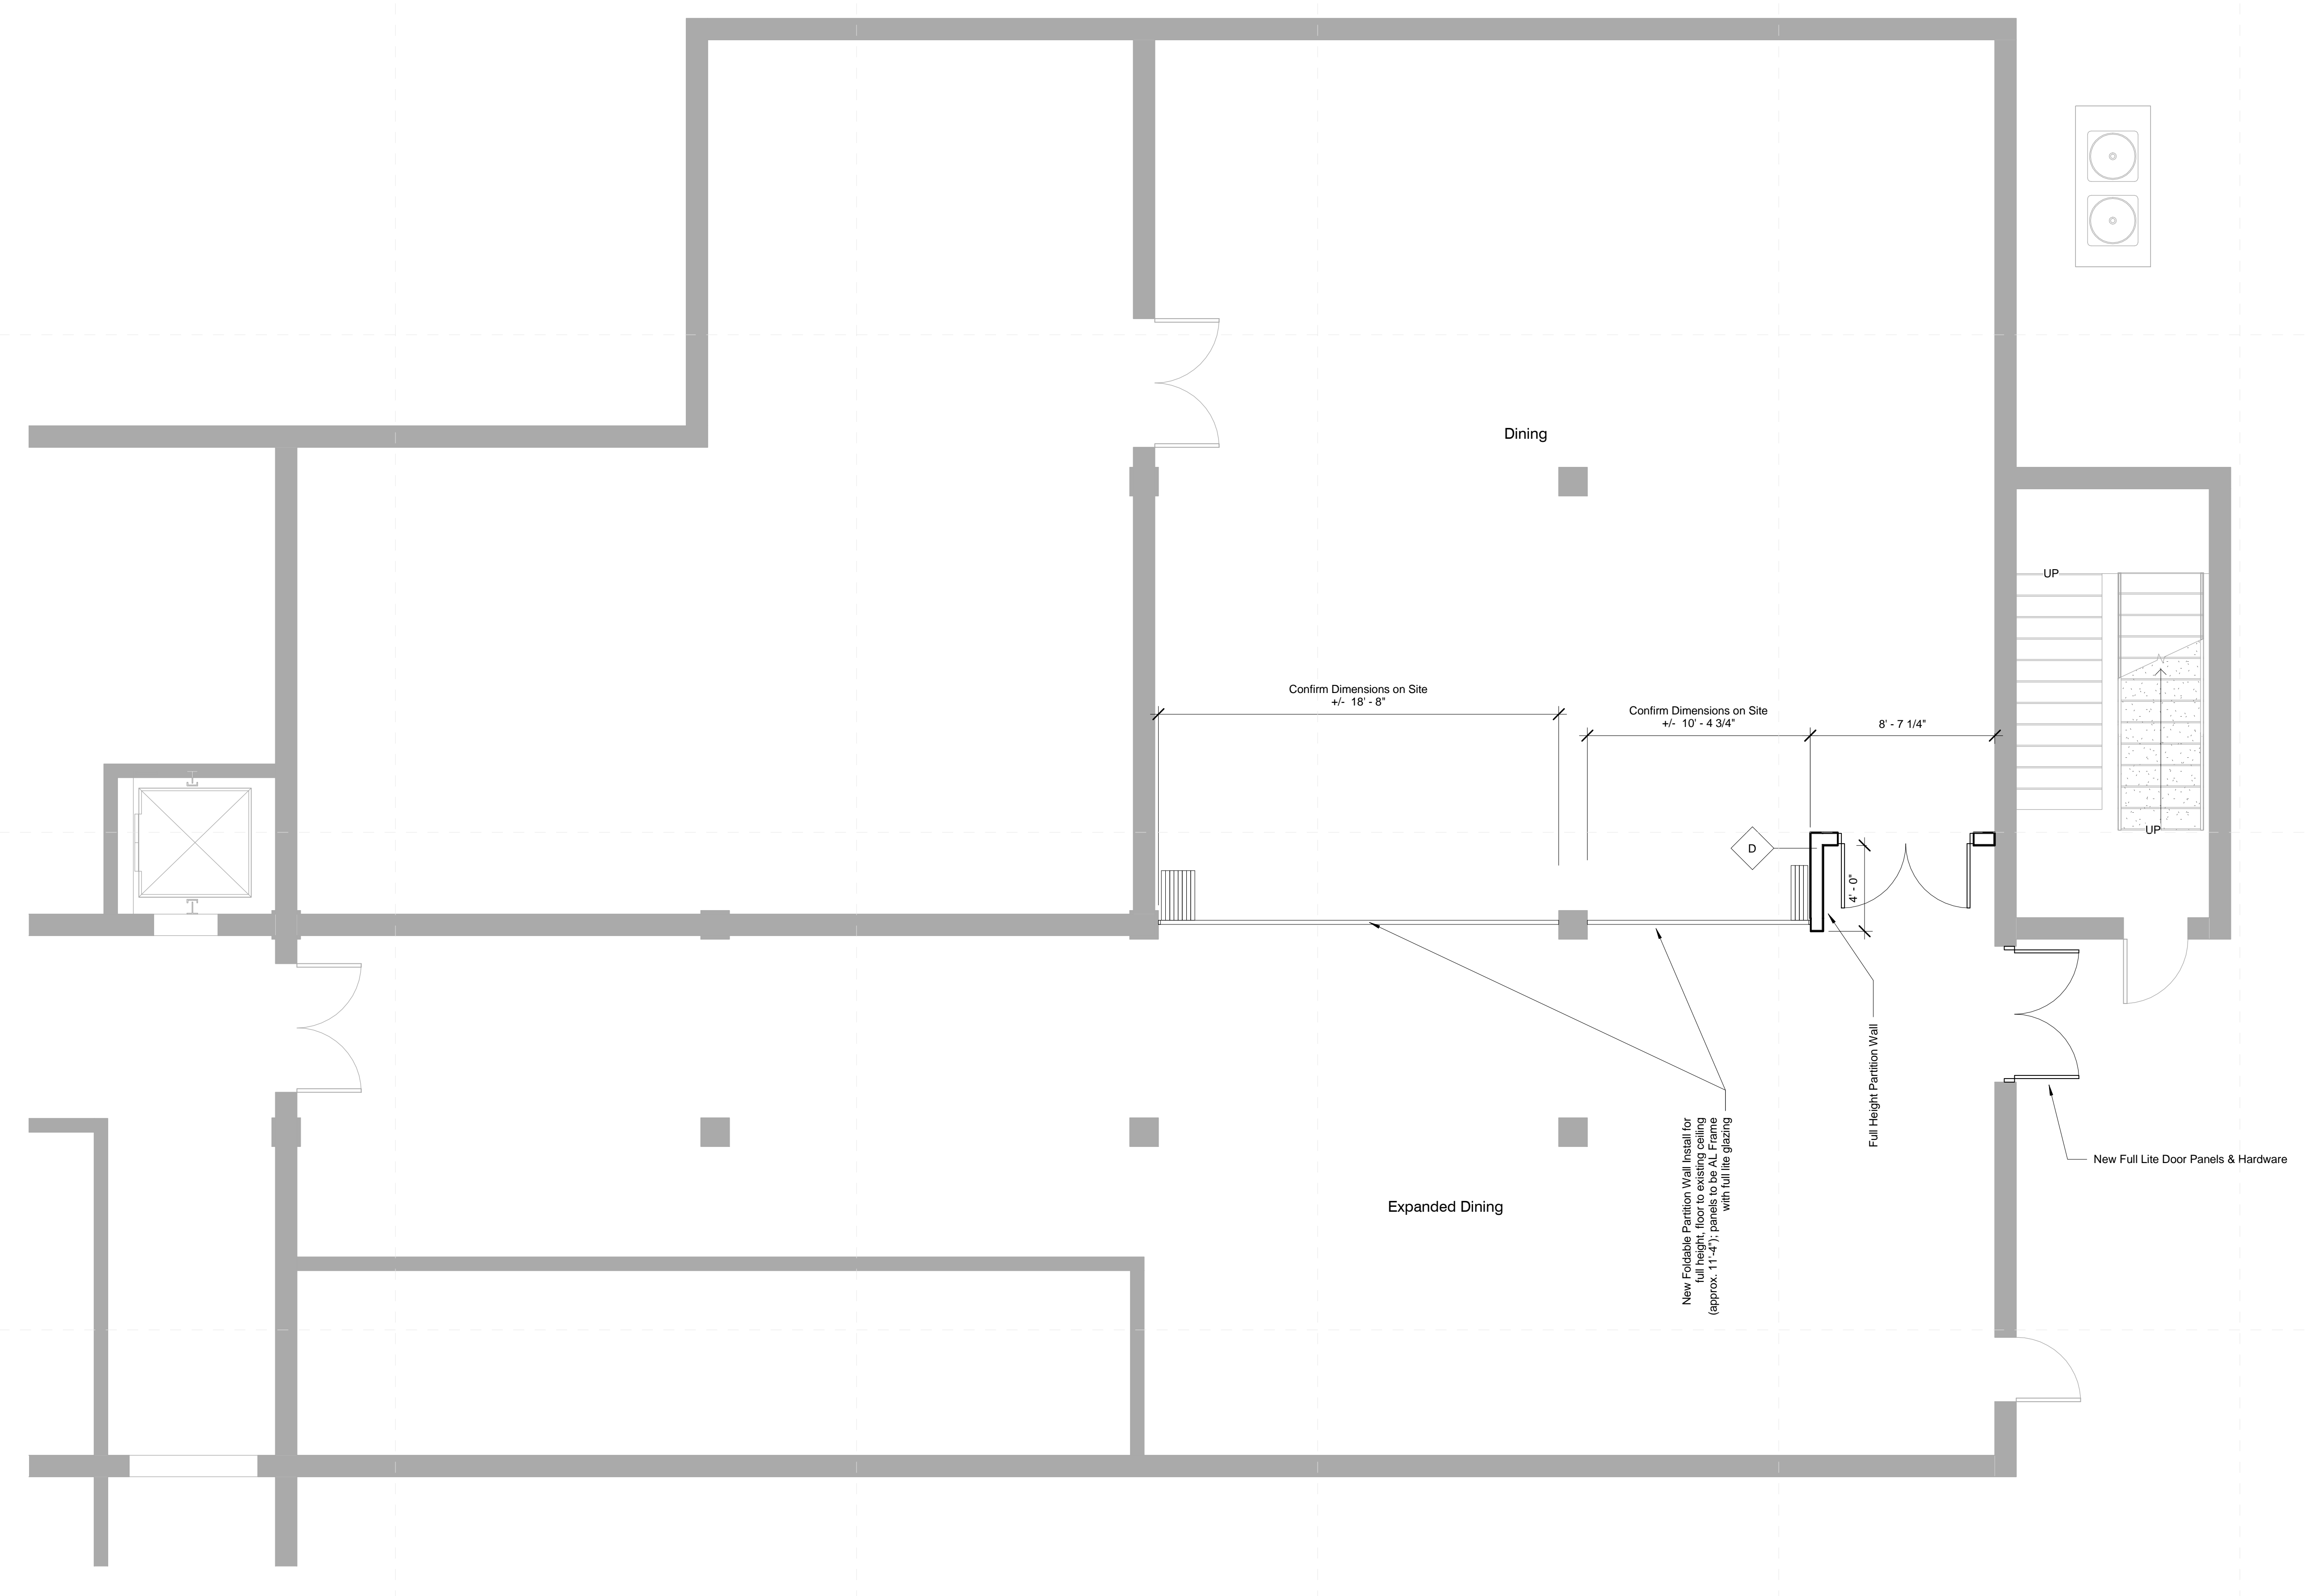 Dining
UP
Confirm Dimensions on Site
+/-  18' - 8"
Confirm Dimensions on Site
+/-  10' - 4 3/4"
8' - 7 1/4"
UP
D
4' - 0"
Full Height Partition Wall
New Foldable Partition Wall Install for
full height, floor to existing ceiling
(approx. 11'-4"); panels to be AL Frame
with full lite glazing
New Full Lite Door Panels & Hardware
Expanded Dining